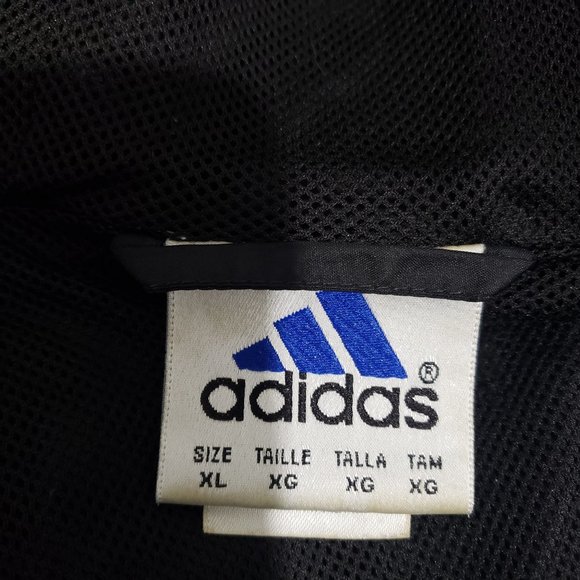 adidas®
SIZE TAILLE TALLA TAM
XL XG XG XG